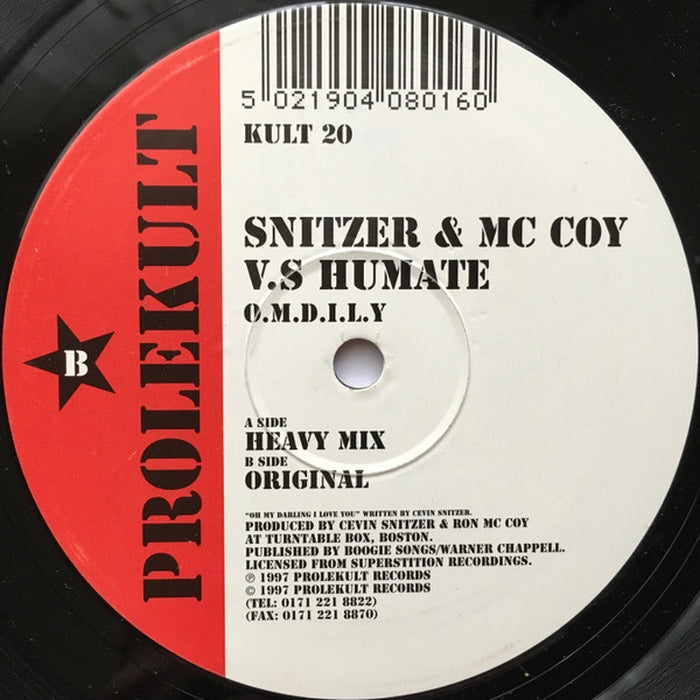 5 021904 080160
KULT 20
SNITZER & MC COY
V.S HUMATE
O.M.D.I.L.Y
PROLEKULT
B
A SIDE
HEAVY MIX
B SIDE
ORIGINAL
"OH MY DARLING I LOVE YOU" WRITTEN BY CEVIN SNITZER.
PRODUCED BY CEVIN SNITZER & RON MC COY
AT TURNTABLE BOX, BOSTON.
PUBLISHED BY BOOGIE SONGS/WARNER CHAPPELL.
LICENSED FROM SUPERSTITION RECORDINGS.
℗ 1997 PROLEKULT RECORDS
© 1997 PROLEKULT RECORDS
(TEL: 0171 221 8822)
(FAX: 0171 221 8870)